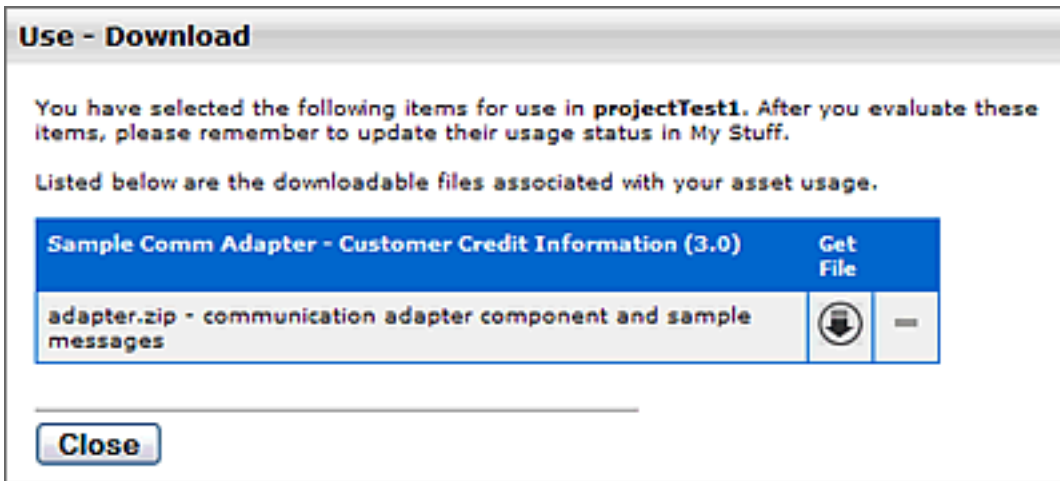 Use - Download
You have selected the following items for use in projectTest1. After you evaluate these
items, please remember to update their usage status in My Stuff.
Listed below are the downloadable files associated with your asset usage.
Sample Comm Adapter - Customer Credit Information (3.0)
Get
File
adapter.zip - communication adapter component and sample
messages
Close